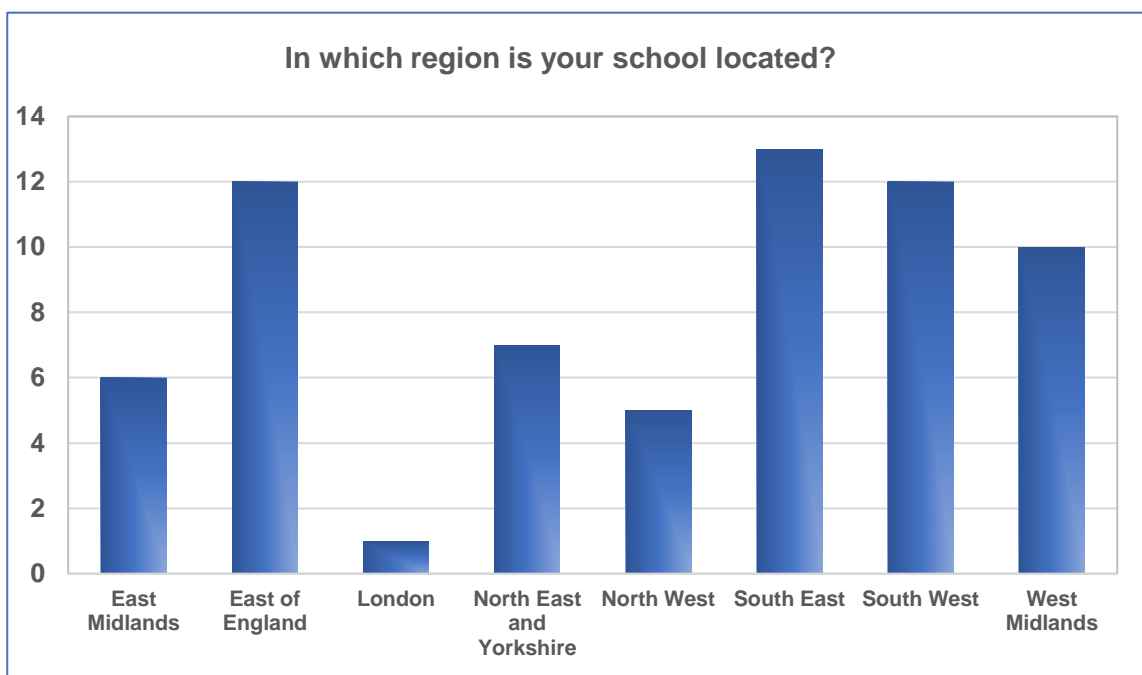 In which region is your school located?
14
12
10
8
6
4
2
0
East Midlands
East of England
London
North East and Yorkshire
North West
South East
South West
West Midlands